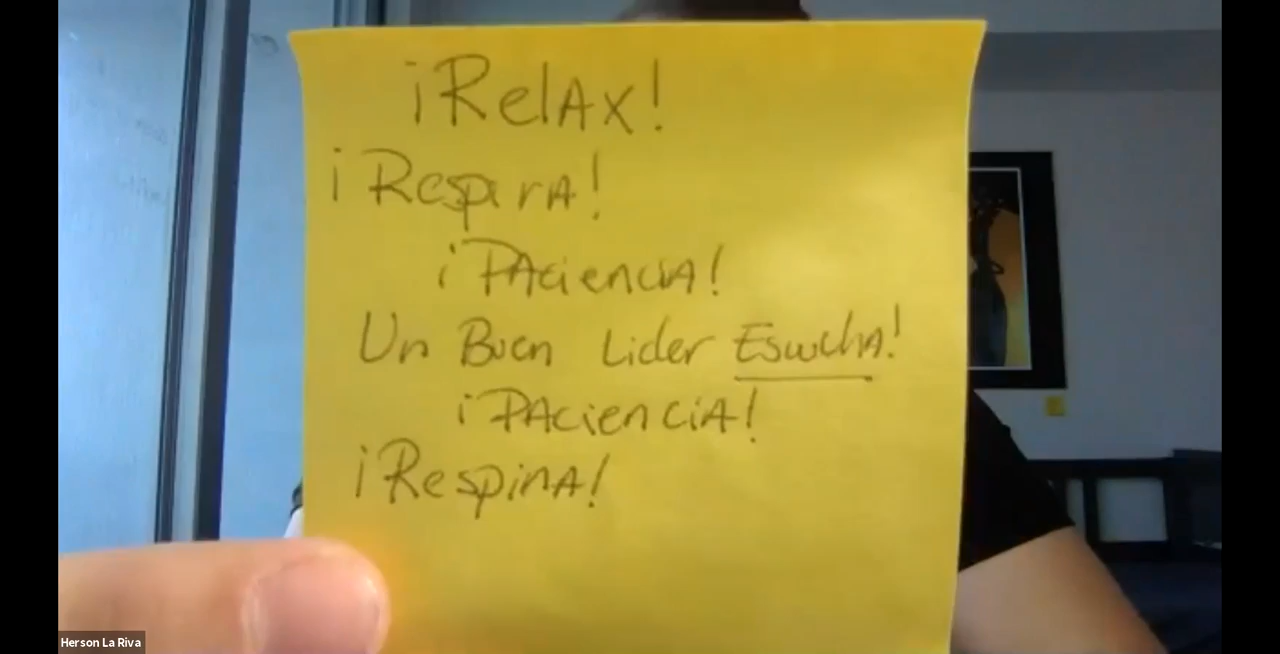 ¡RelAx!
¡RespirA!
¡PAcienciA!
Un Buen Lider EscuchA!
¡PAcienciA!
¡RespirA!
Herson La Riva